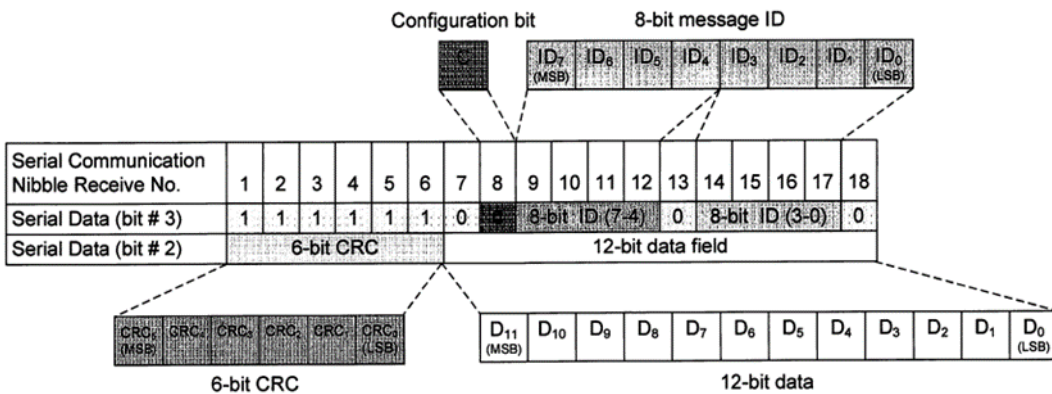 Configuration bit 8-bit message ID
C ID7 ID6 ID5 ID4 ID3 ID2 ID1 ID0
(MSB) (LSB)
Serial Communication
Nibble Receive No. 1 2 3 4 5 6 7 8 9 10 11 12 13 14 15 16 17 18
Serial Data (bit # 3) 1 1 1 1 1 1 0 8-bit ID (7-4) 0 8-bit ID (3-0) 0
Serial Data (bit # 2) 6-bit CRC 12-bit data field
CRC5 CRC4 CRC3 CRC2 CRC1 CRC0 D11 D10 D9 D8 D7 D6 D5 D4 D3 D2 D1 D0
(MSB) (LSB) (MSB) (LSB)
6-bit CRC 12-bit data